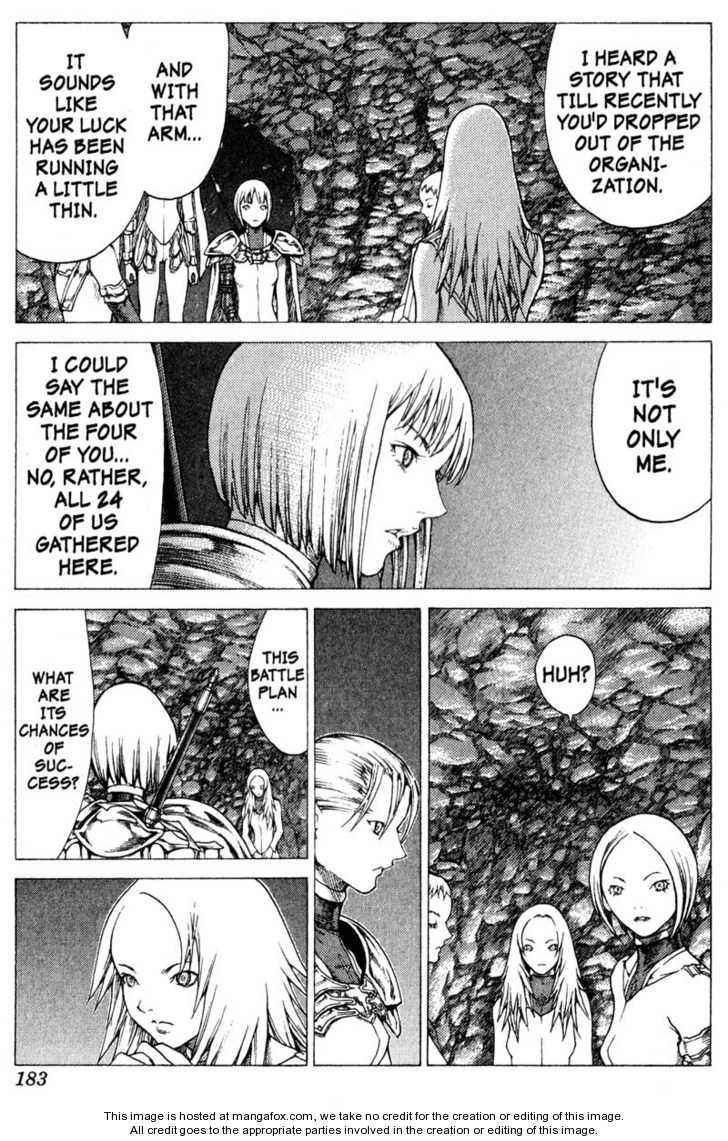 I HEARD A
STORY THAT
TILL RECENTLY
YOU'D DROPPED
OUT OF THE
ORGANI-
ZATION.
AND
WITH
THAT
ARM...
IT
SOUNDS
LIKE
YOUR LUCK
HAS BEEN
RUNNING
A LITTLE
THIN.
IT'S
NOT
ONLY
ME.
I COULD
SAY THE
SAME ABOUT
THE FOUR
OF YOU...
NO, RATHER,
ALL 24
OF US
GATHERED
HERE.
HUH?
THIS
BATTLE
PLAN
...
WHAT
ARE
ITS
CHANCES
OF
SUC-
CESS?
183
This image is hosted at mangafox.com, we take no credit for the creation or editing of this image.
All credit goes to the appropriate parties involved in the creation or editing of this image.